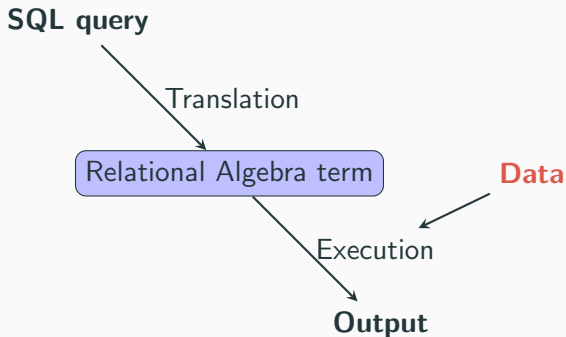 SQL query
Translation
Relational Algebra term
Data
Execution
Output